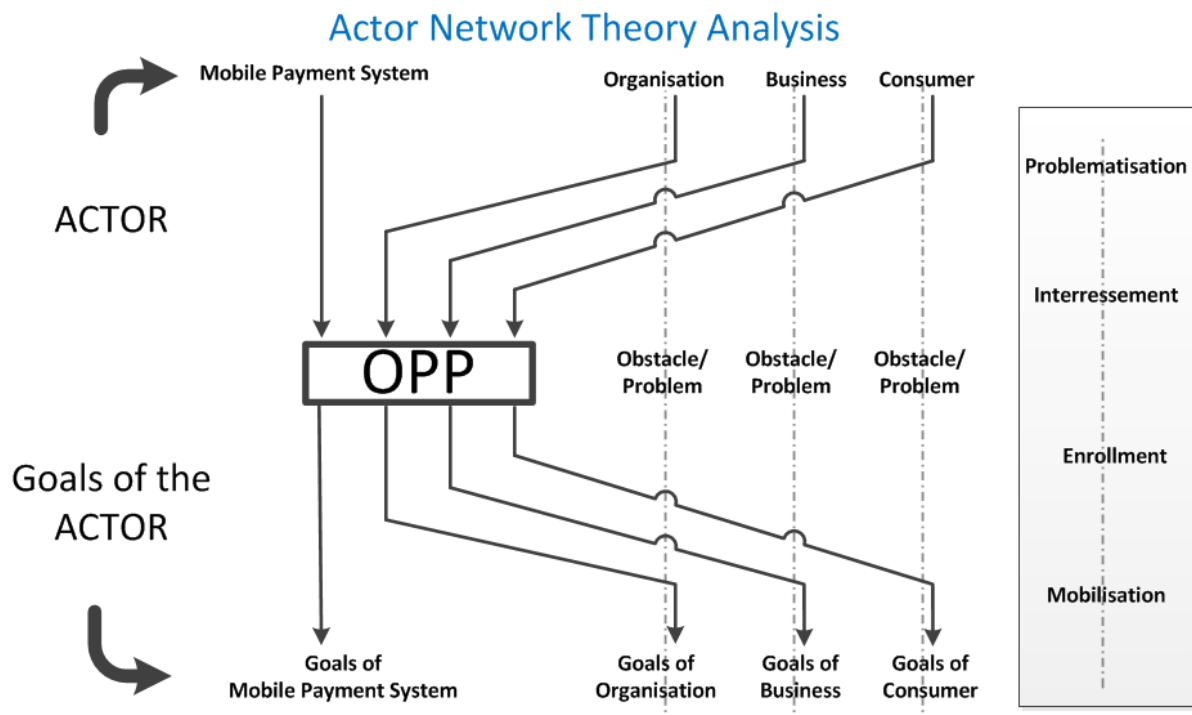 Actor Network Theory Analysis
Mobile Payment System
Organisation
Business
Consumer
ACTOR
Problematisation
Interressement
OPP
Obstacle/
Problem
Obstacle/
Problem
Obstacle/
Problem
Enrollment
Goals of the
ACTOR
Mobilisation
Goals of
Mobile Payment System
Goals of
Organisation
Goals of
Business
Goals of
Consumer